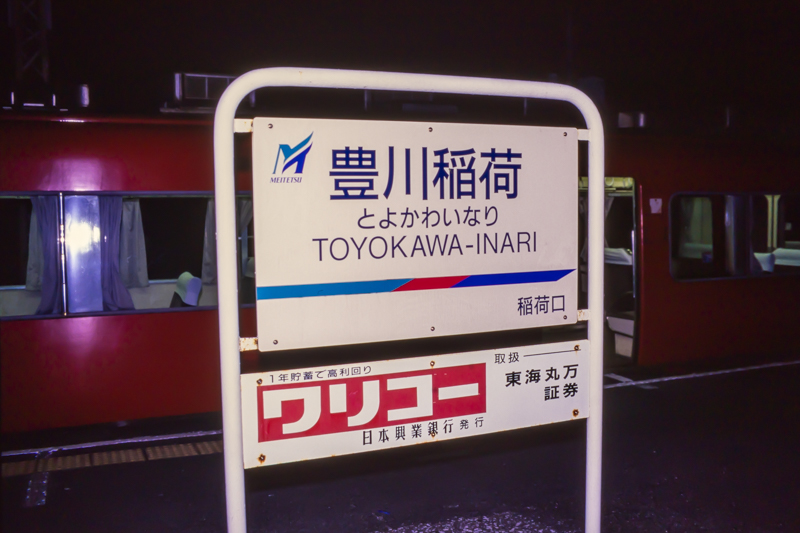 MEITETSU
豊川稲荷
とよかわいなり
TOYOKAWA-INARI
稲荷口
1年貯蓄で高利回り
ワリコー
日本興業銀行発行
取扱
東海丸万
証券